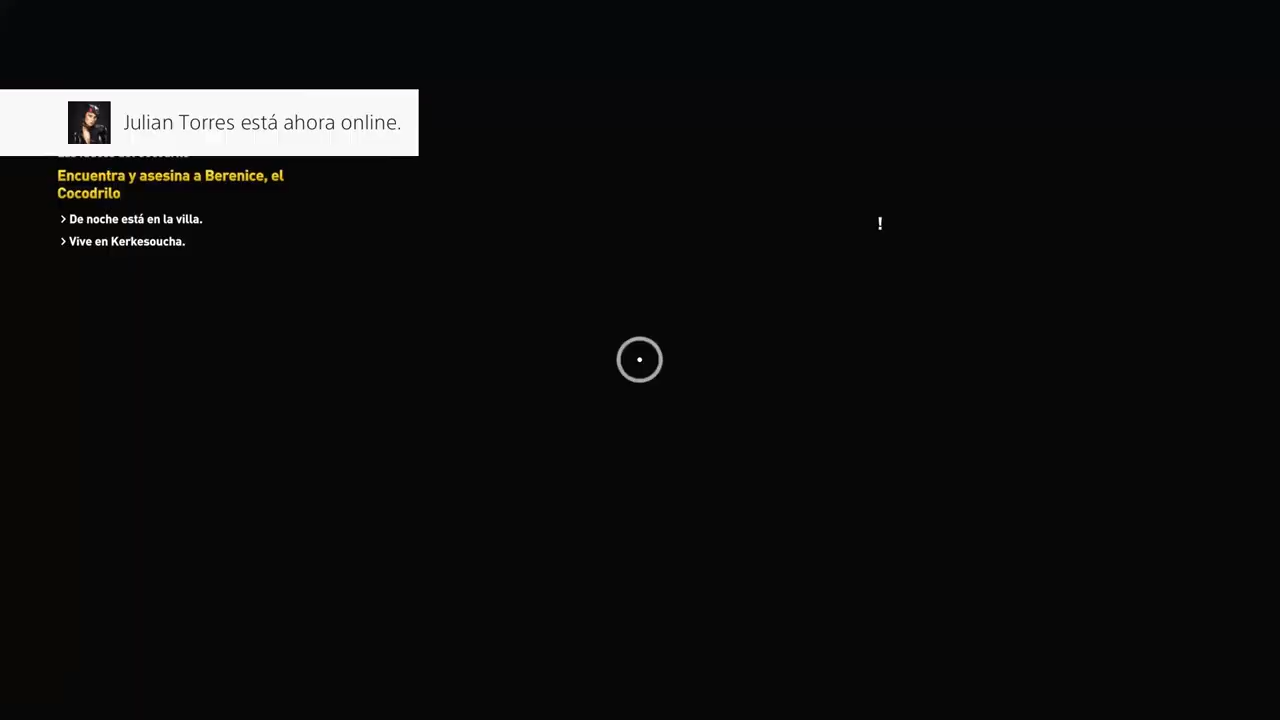 Julian Torres está ahora online.
Encuentra y asesina a Berenice, el
Cocodrilo
> De noche está en la villa.
> Vive en Kerkesoucha.
!